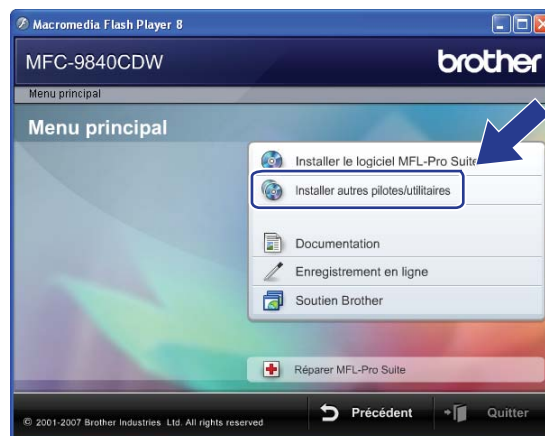 Macromedia Flash Player 8
MFC-9840CDW
brother
Menu principal
Menu principal
Installer le logiciel MFL-Pro Suite
Installer autres pilotes/utilitaires
Documentation
Enregistrement en ligne
Soutien Brother
Réparer MFL-Pro Suite
© 2001-2007 Brother Industries Ltd. All rights reserved
Précédent
Quitter